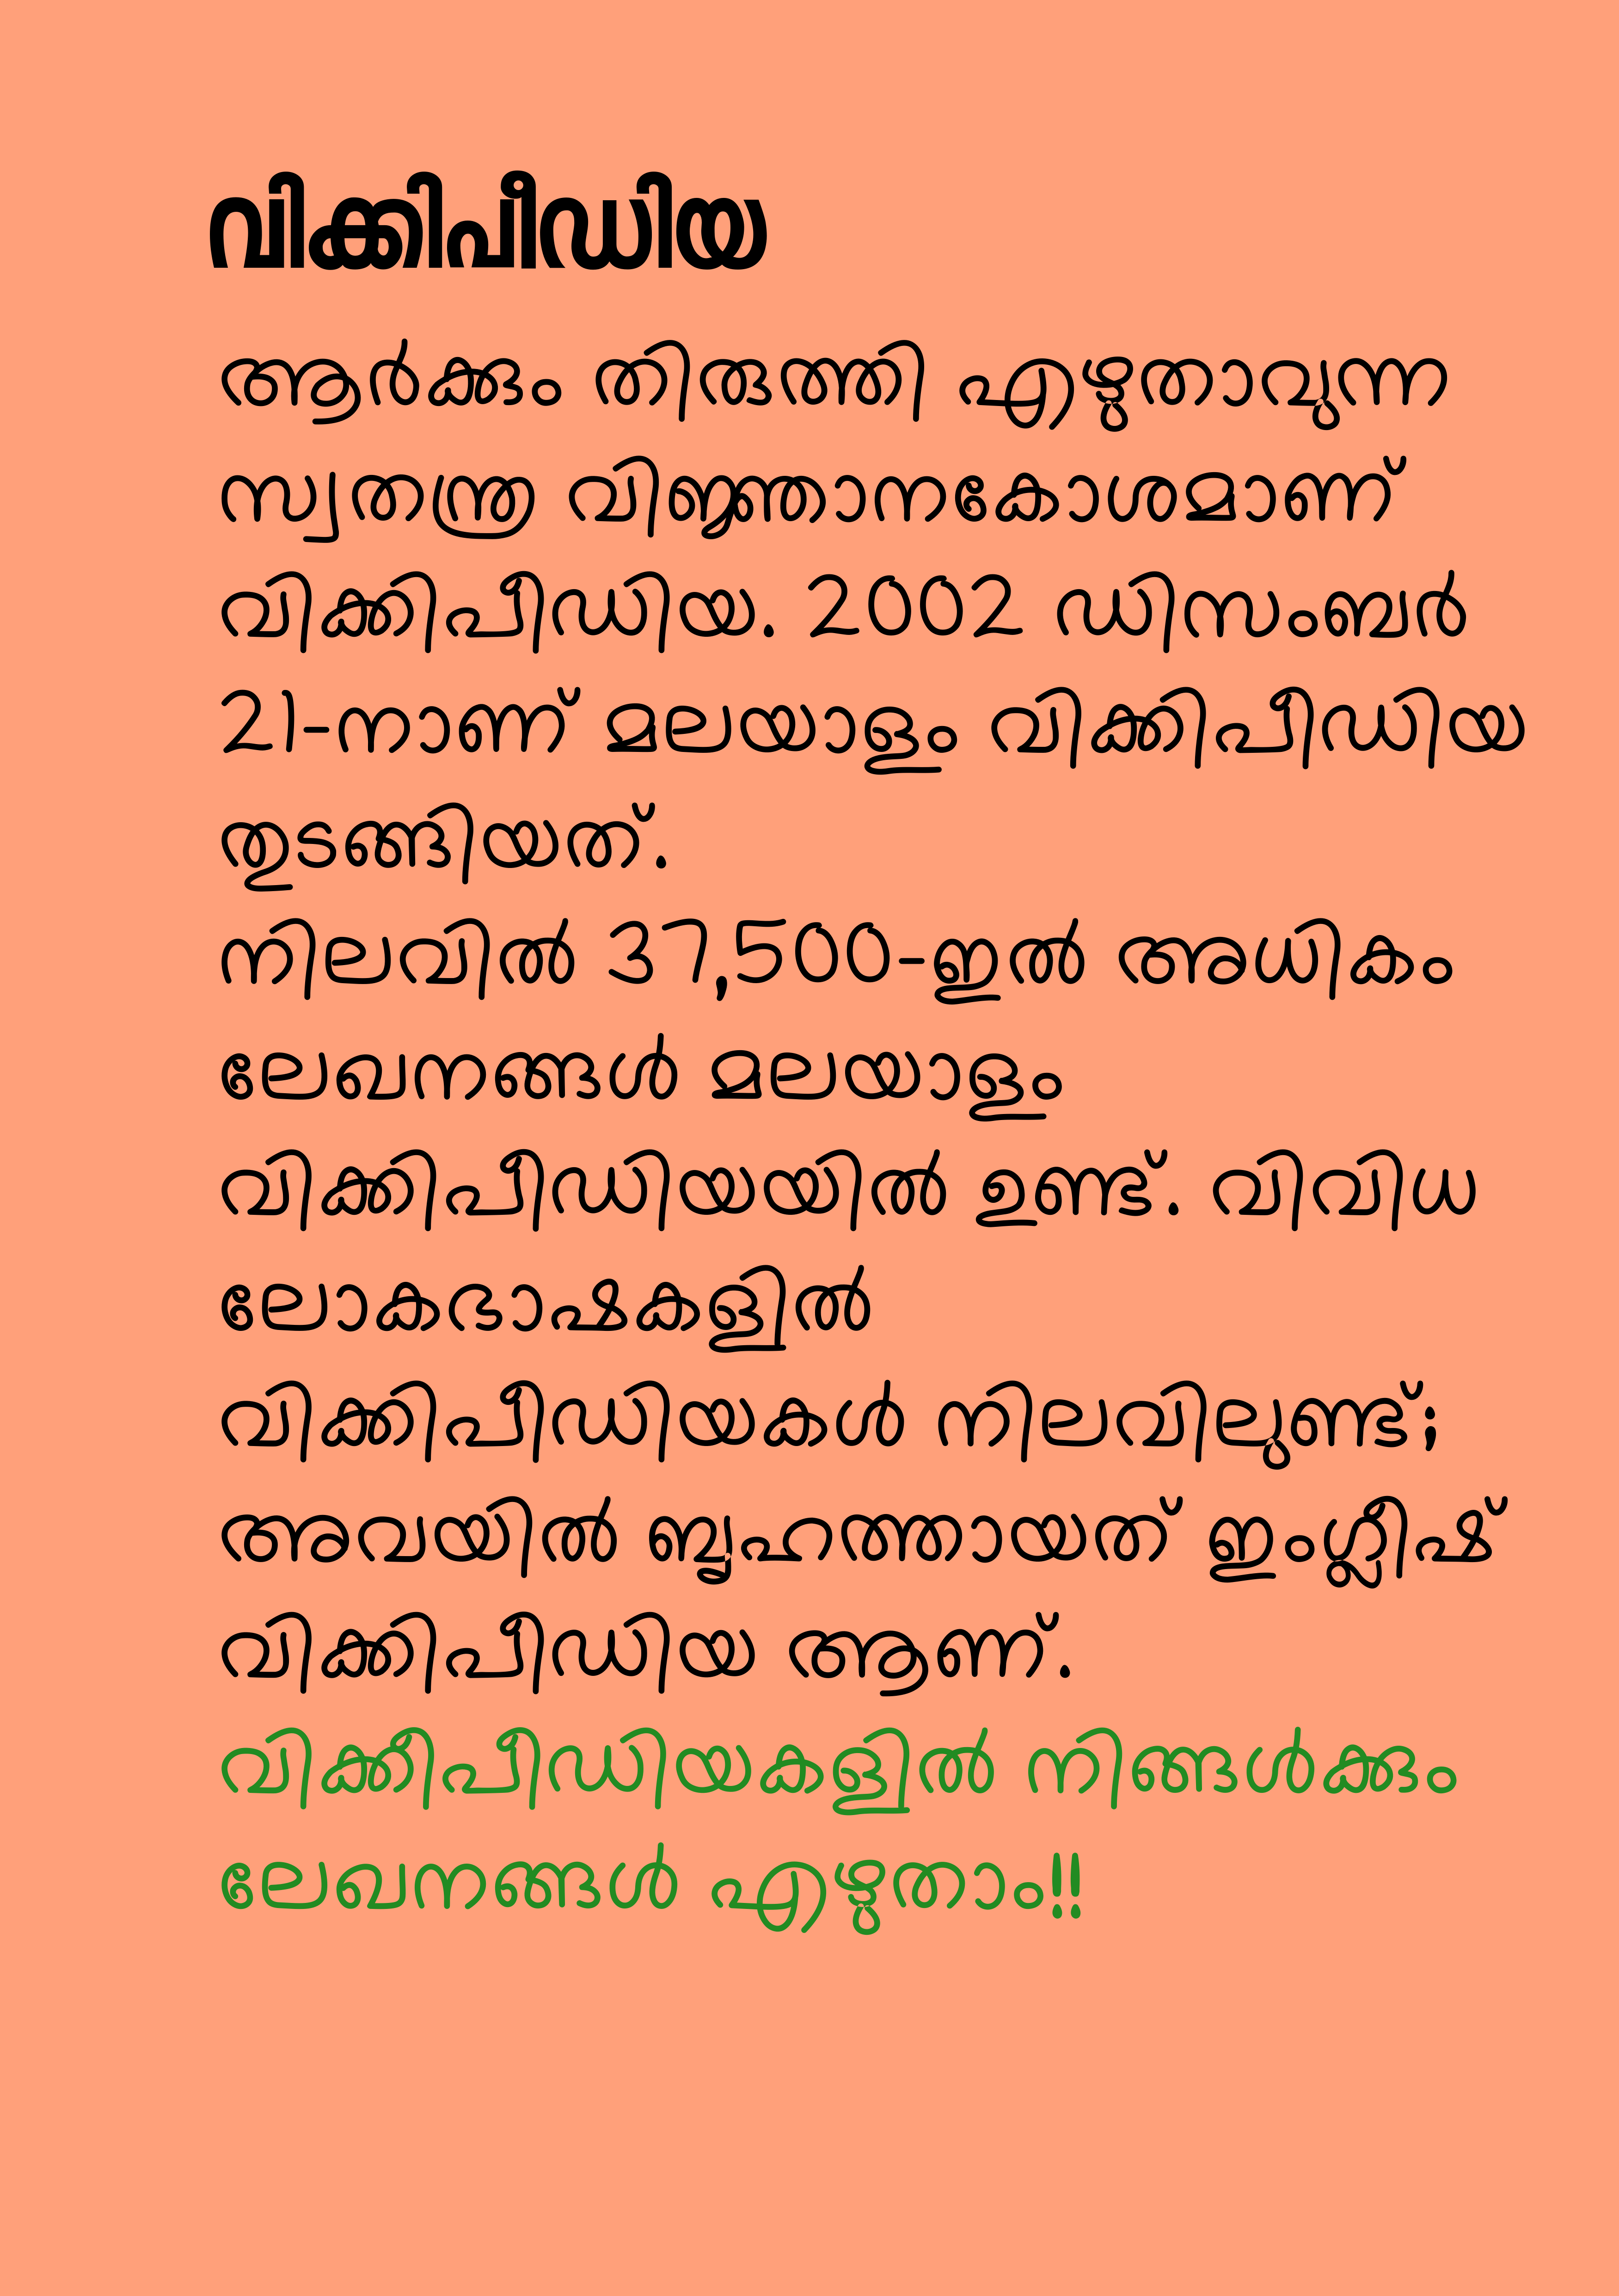 വിക്കിപീഡിയ
ആർക്കും തിരുത്തി എഴുതാവുന്ന
സ്വതന്ത്ര വിജ്ഞാനകോശമാണ്
വിക്കിപീഡിയ. 2002 ഡിസംബർ
21-നാണ് മലയാളം വിക്കിപീഡിയ
തുടങ്ങിയത്.
നിലവിൽ 37,500-ഇൽ അധികം
ലേഖനങ്ങൾ മലയാളം
വിക്കിപീഡിയയിൽ ഉണ്ട്. വിവിധ
ലോകഭാഷകളിൽ
വിക്കിപീഡിയകൾ നിലവിലുണ്ട്;
അവയിൽ ബൃഹത്തായത് ഇംഗ്ലീഷ്
വിക്കിപീഡിയ ആണ്.
വിക്കീപീഡിയകളിൽ നിങ്ങൾക്കും
ലേഖനങ്ങൾ എഴുതാം!!